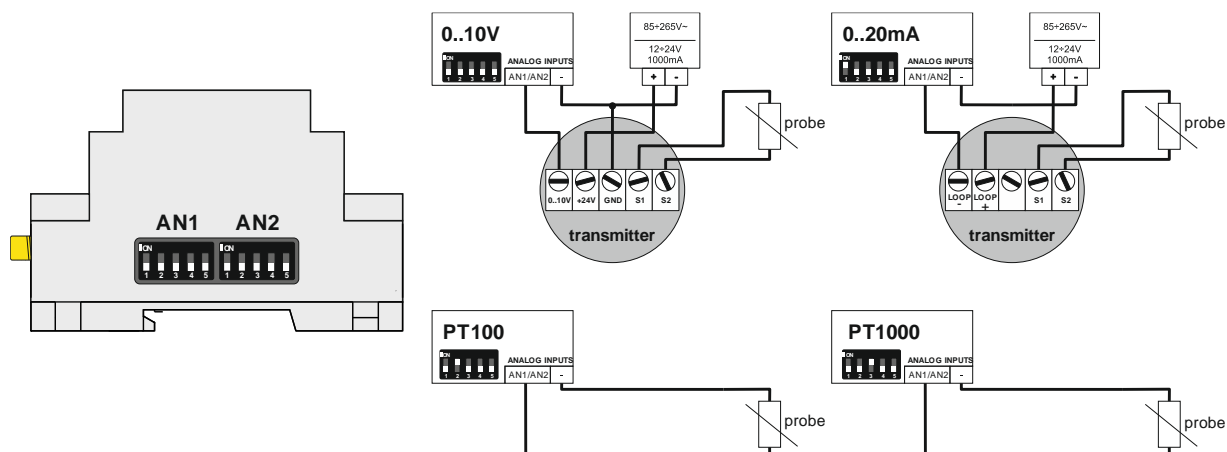 AN1 AN2
ON ON
1 2 3 4 5 1 2 3 4 5
0..10V
ON
1 2 3 4 5
ANALOG INPUTS
AN1/AN2 -
85÷265V~
12÷24V
1000mA
+ -
probe
0..10V +24V GND S1 S2
transmitter
0..20mA
ON
1 2 3 4 5
ANALOG INPUTS
AN1/AN2 -
85÷265V~
12÷24V
1000mA
+ -
probe
LOOP LOOP S1 S2
- +
transmitter
PT100
ON
1 2 3 4 5
ANALOG INPUTS
AN1/AN2 -
probe
PT1000
ON
1 2 3 4 5
ANALOG INPUTS
AN1/AN2 -
probe